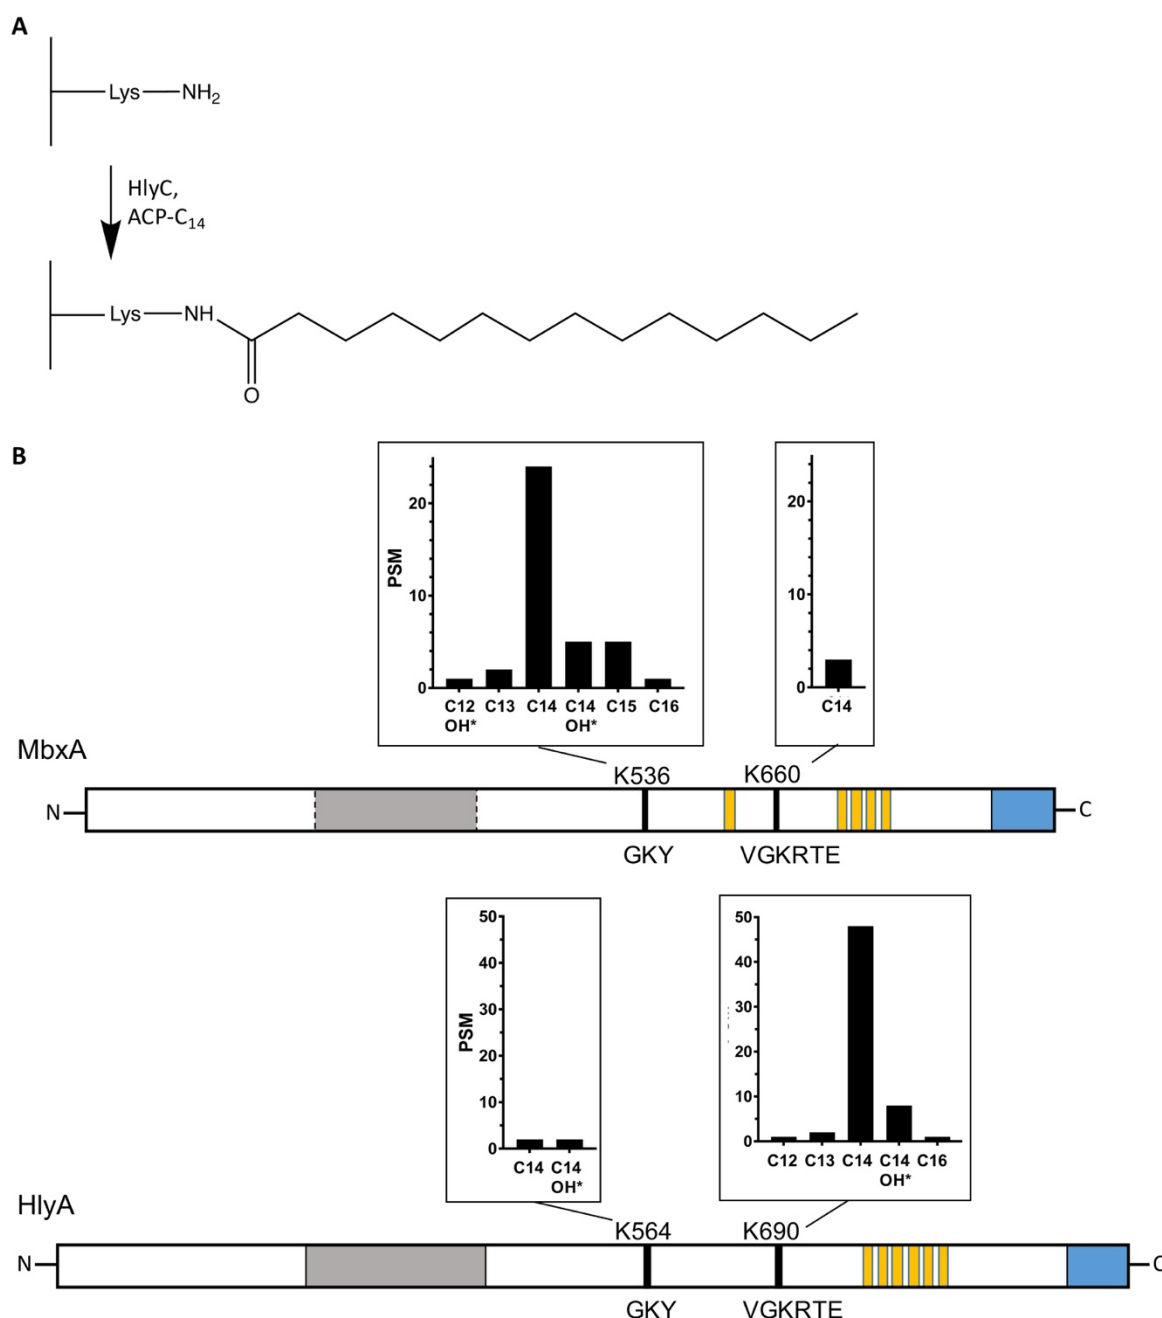 A
Lys NH2
HlyC,
ACP-C14
Lys NH
O
B
PSM
20
10
0
C12 C13 C14 C14 C15 C16
OH* OH*
20
10
0
C14
MbxA
K536 K660
N C
GKY VGKRTE
PSM
50
40
30
20
10
0
C14 C14
OH*
50
40
30
20
10
0
C12 C13 C14 C14 C16
OH*
HlyA
K564 K690
N C
GKY VGKRTE